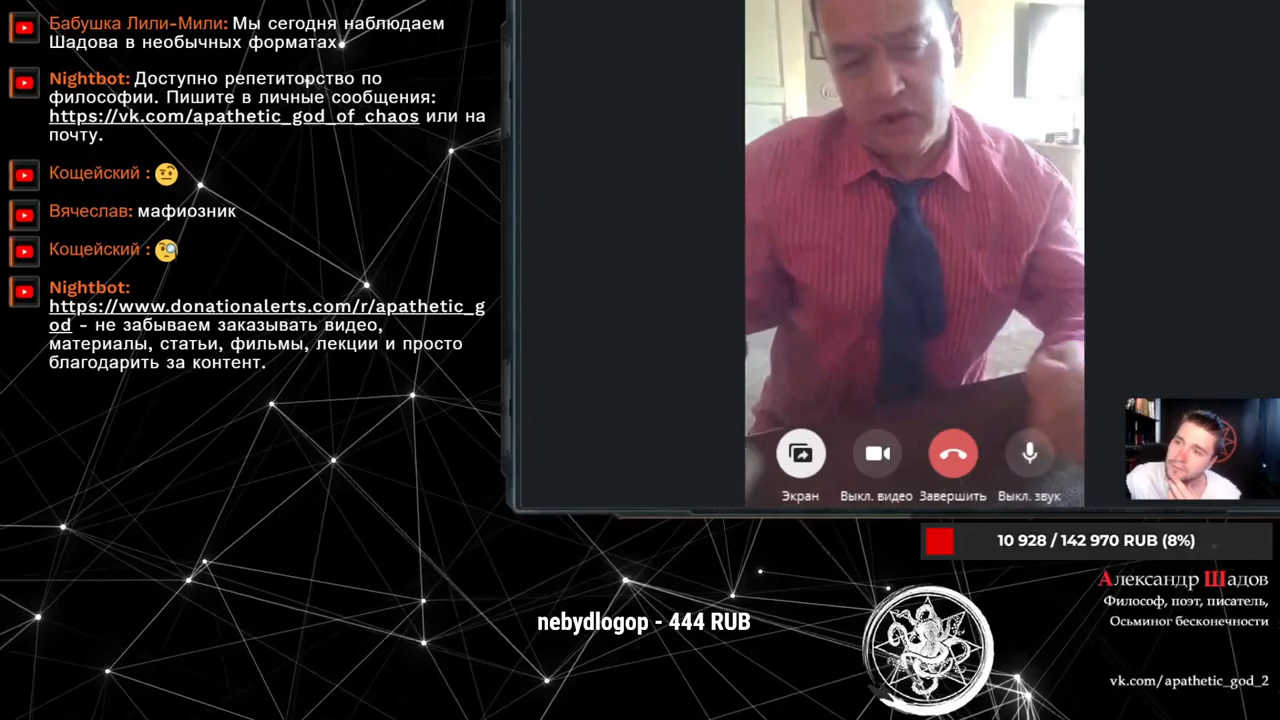 Бабушка Лили-Мили: Мы сегодня наблюдаем
Шадова в необычных форматах
Nightbot: Доступно репетиторство по
философии. Пишите в личные сообщения:
https://vk.com/apathetic_god_of_chaos или на
почту.
Кощейский : 🤨
Вячеслав: мафиозник
Кощейский : 🧐
Nightbot:
https://www.donationalerts.com/r/apathetic_g
od - не забываем заказывать видео,
материалы, статьи, фильмы, лекции и просто
благодарить за контент.
Экран
Выкл. видео
Завершить
Выкл. звук
10 928 / 142 970 RUB (8%)
nebydlogop - 444 RUB
Александр Шадов
Философ, поэт, писатель,
Осьминог бесконечности
vk.com/apathetic_god_2